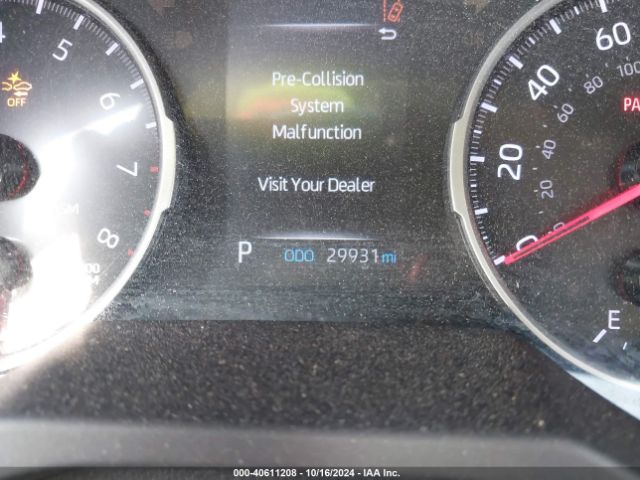 Pre-Collision
System
Malfunction
Visit Your Dealer
P ODO 29931 mi
OFF
5
6
7
8
0
20
40
60
20
40
60
80
100
PA
E
000-40611208 - 10/16/2024 - IAA Inc.